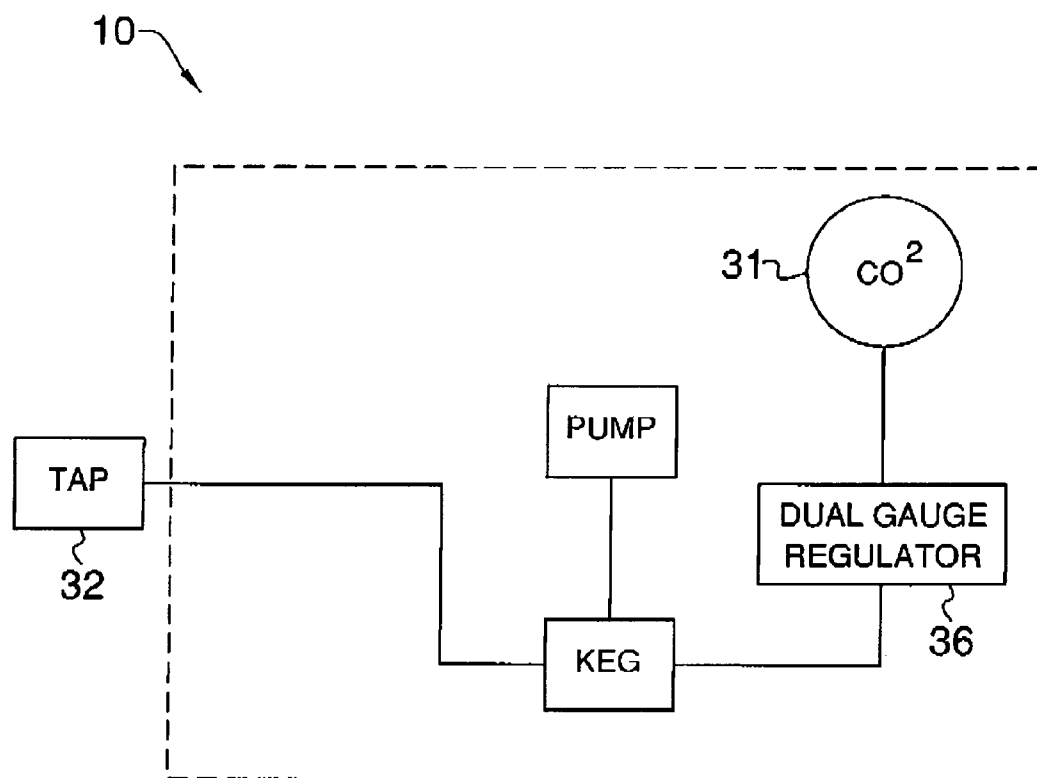 10
31
CO²
PUMP
TAP
32
DUAL GAUGE
REGULATOR
36
KEG